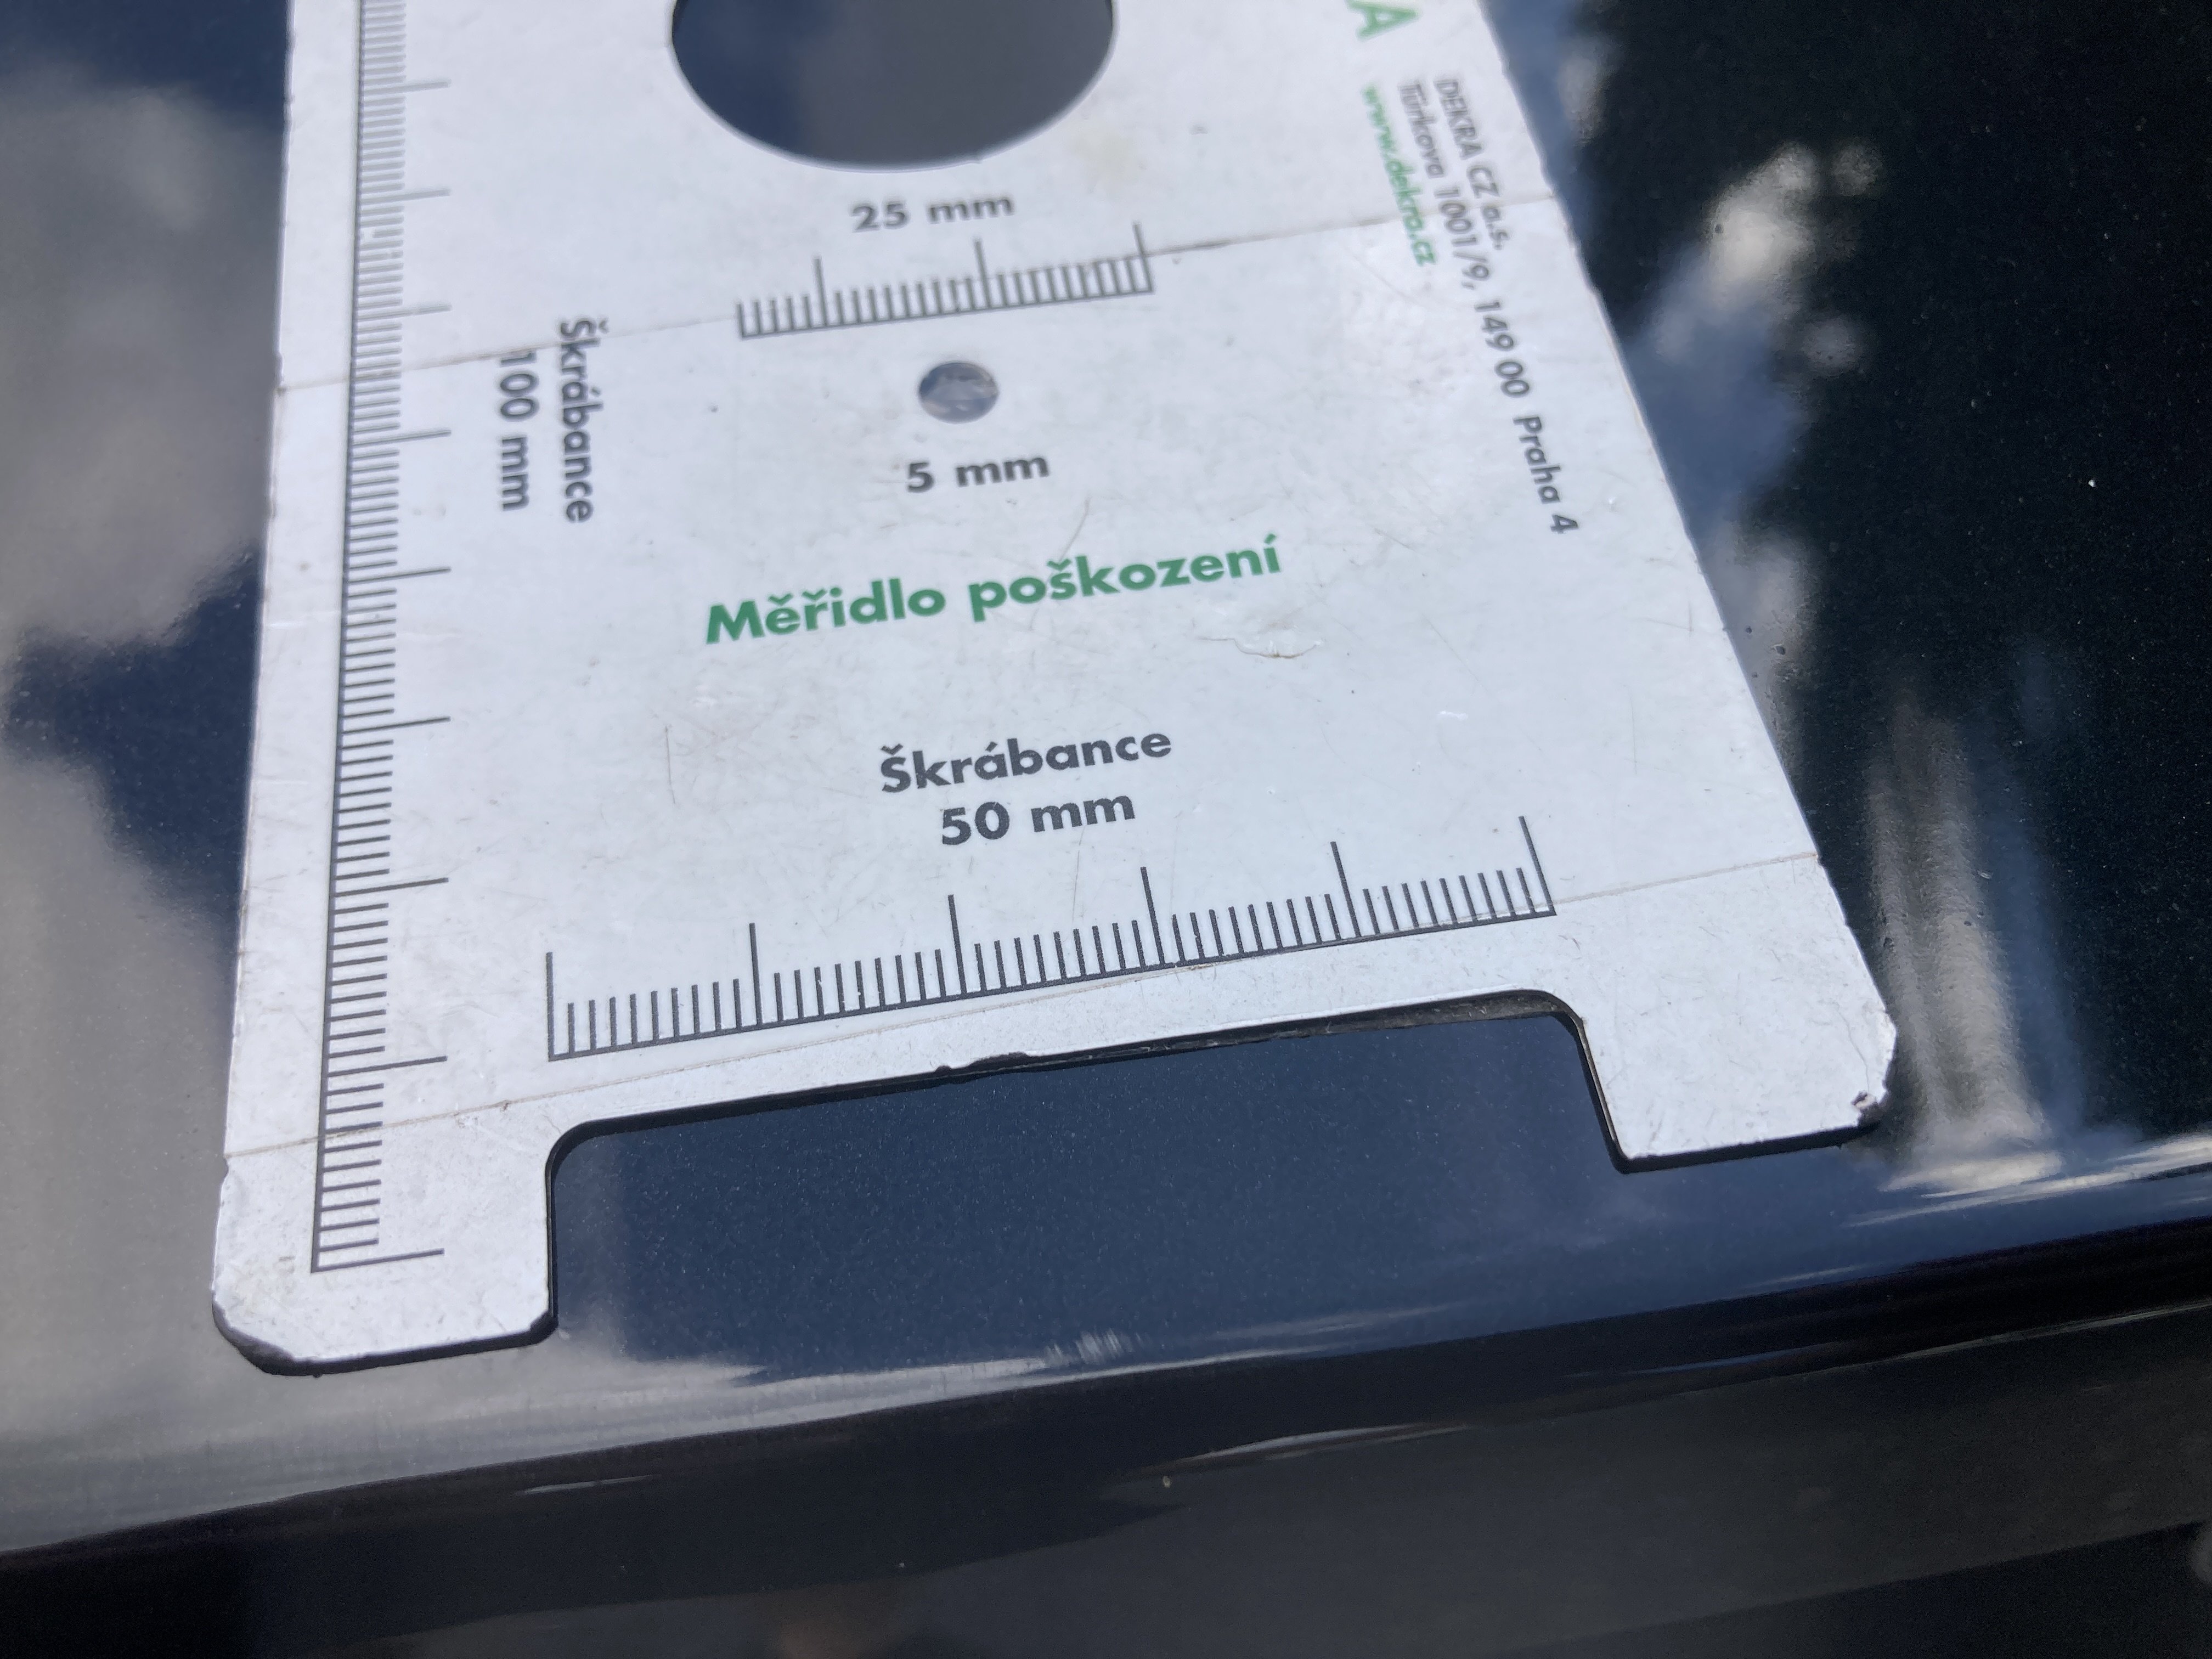 A
DEKRA CZ a.s.
Türkova 1001/9, 149 00 Praha 4
www.dekra.cz
25 mm
5 mm
Škrábance
100 mm
Měřidlo poškození
Škrábance
50 mm